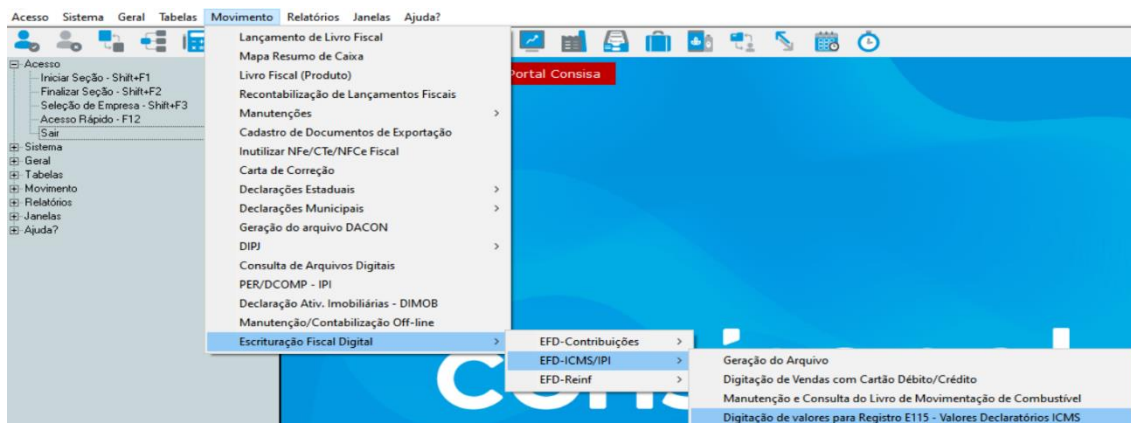 Acesso Sistema Geral Tabelas Movimento Relatórios Janelas Ajuda?
Acesso
Iniciar Seção - Shift+F1
Finalizar Seção - Shift+F2
Seleção de Empresa - Shift+F3
Acesso Rápido - F12
Sair
Sistema
Geral
Tabelas
Movimento
Relatórios
Janelas
Ajuda?
Lançamento de Livro Fiscal
Mapa Resumo de Caixa
Livro Fiscal (Produto)
Recontabilização de Lançamentos Fiscais
Manutenções
Cadastro de Documentos de Exportação
Inutilizar NFe/CTe/NFCe Fiscal
Carta de Correção
Declarações Estaduais
Declarações Municipais
Geração do arquivo DACON
DIPJ
Consulta de Arquivos Digitais
PER/DCOMP - IPI
Declaração Ativ. Imobiliárias - DIMOB
Manutenção/Contabilização Off-line
Escrituração Fiscal Digital
Portal Consisa
EFD-Contribuições
EFD-ICMS/IPI
EFD-Reinf
Geração do Arquivo
Digitação de Vendas com Cartão Débito/Crédito
Manutenção e Consulta do Livro de Movimentação de Combustível
Digitação de valores para Registro E115 - Valores Declaratórios ICMS